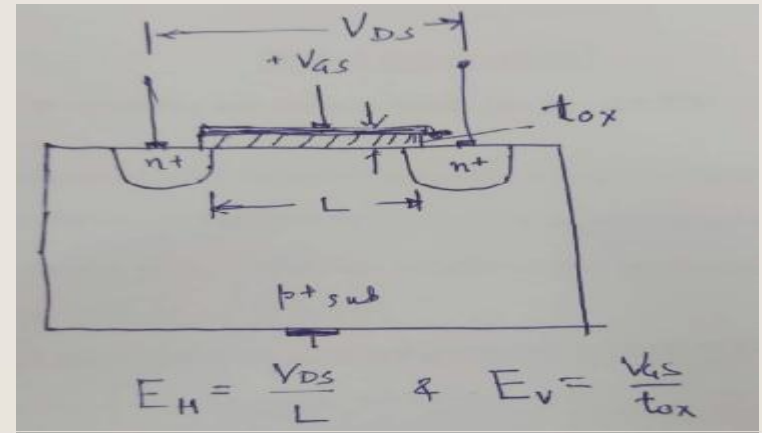 VDS
+ VGS
tox
n+ n+
L
p+ sub
EH = VDS/L & EV = VGS/tox